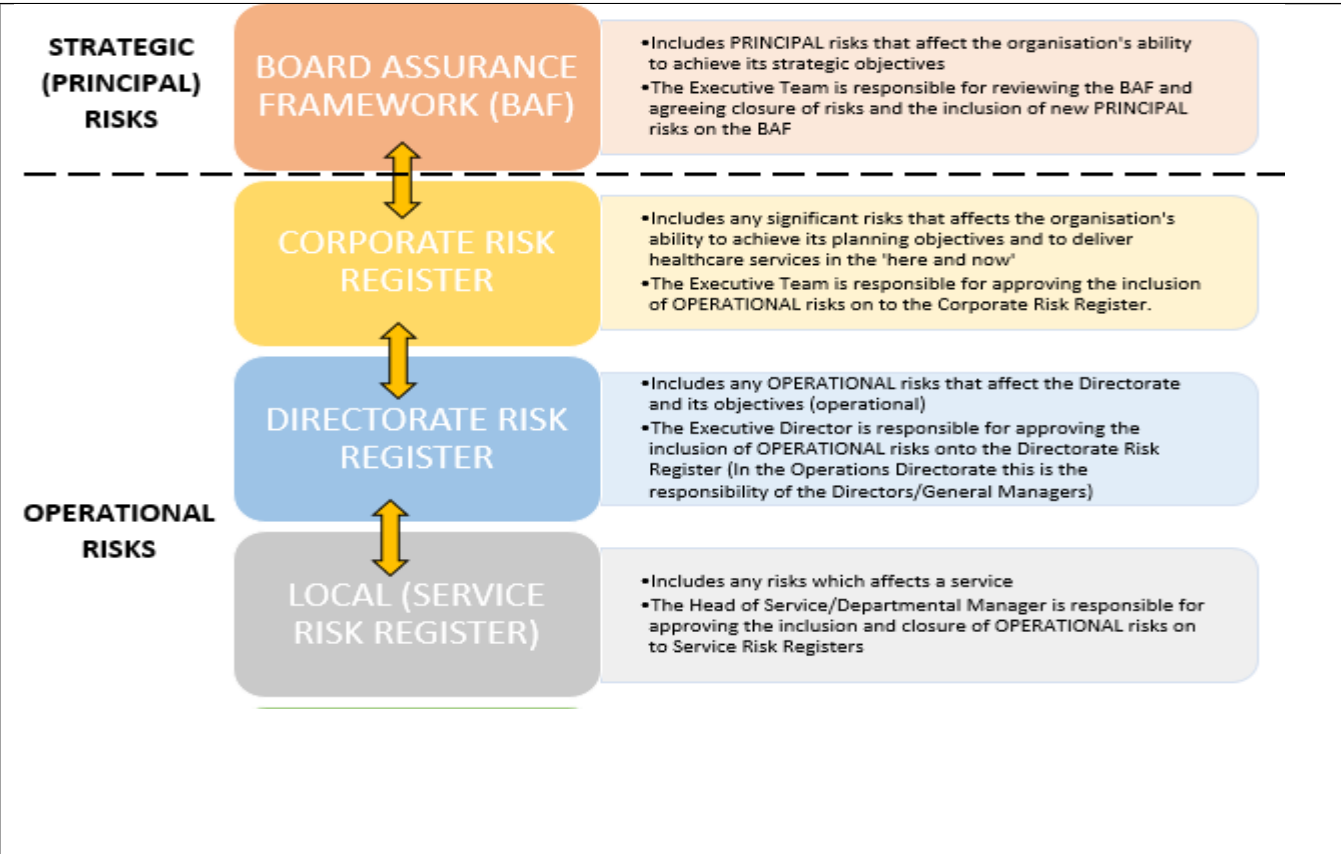 STRATEGIC
(PRINCIPAL)
RISKS
BOARD ASSURANCE
FRAMEWORK (BAF)
•Includes PRINCIPAL risks that affect the organisation's ability
to achieve its strategic objectives
•The Executive Team is responsible for reviewing the BAF and
agreeing closure of risks and the inclusion of new PRINCIPAL
risks on the BAF
CORPORATE RISK
REGISTER
•Includes any significant risks that affects the organisation's
ability to achieve its planning objectives and to deliver
healthcare services in the 'here and now'
•The Executive Team is responsible for approving the inclusion
of OPERATIONAL risks on to the Corporate Risk Register.
DIRECTORATE RISK
REGISTER
•Includes any OPERATIONAL risks that affect the Directorate
and its objectives (operational)
•The Executive Director is responsible for approving the
inclusion of OPERATIONAL risks onto the Directorate Risk
Register (In the Operations Directorate this is the
responsibility of the Directors/General Managers)
OPERATIONAL
RISKS
LOCAL (SERVICE
RISK REGISTER)
•Includes any risks which affects a service
•The Head of Service/Departmental Manager is responsible for
approving the inclusion and closure of OPERATIONAL risks on
to Service Risk Registers